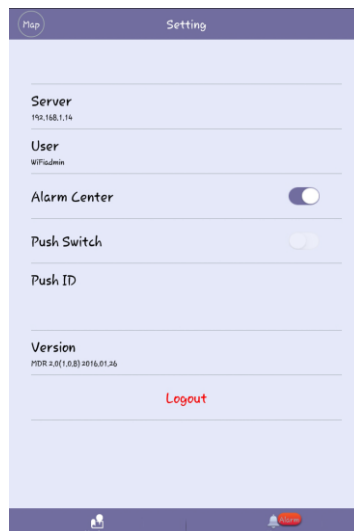 Map
Setting
Server
192.168.1.14
User
WiFiadmin
Alarm Center
Push Switch
Push ID
Version
MDR 2.0(1.0.8) 2016.01.26
Logout
Alarm